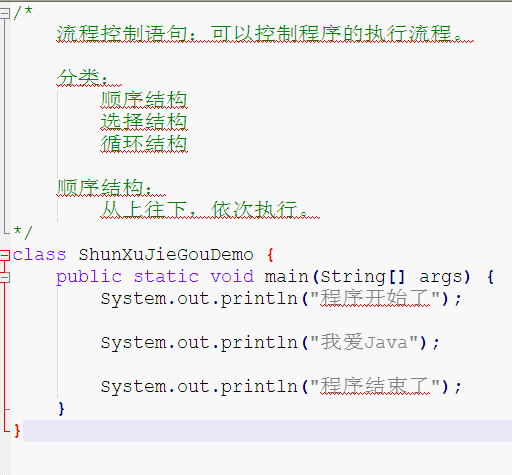 /*
流程控制语句：可以控制程序的执行流程。
分类：
顺序结构
选择结构
循环结构
顺序结构：
从上往下，依次执行。
*/
class ShunXuJieGouDemo {
public static void main(String[] args) {
System.out.println("程序开始了");
System.out.println("我爱Java");
System.out.println("程序结束了");
}
}